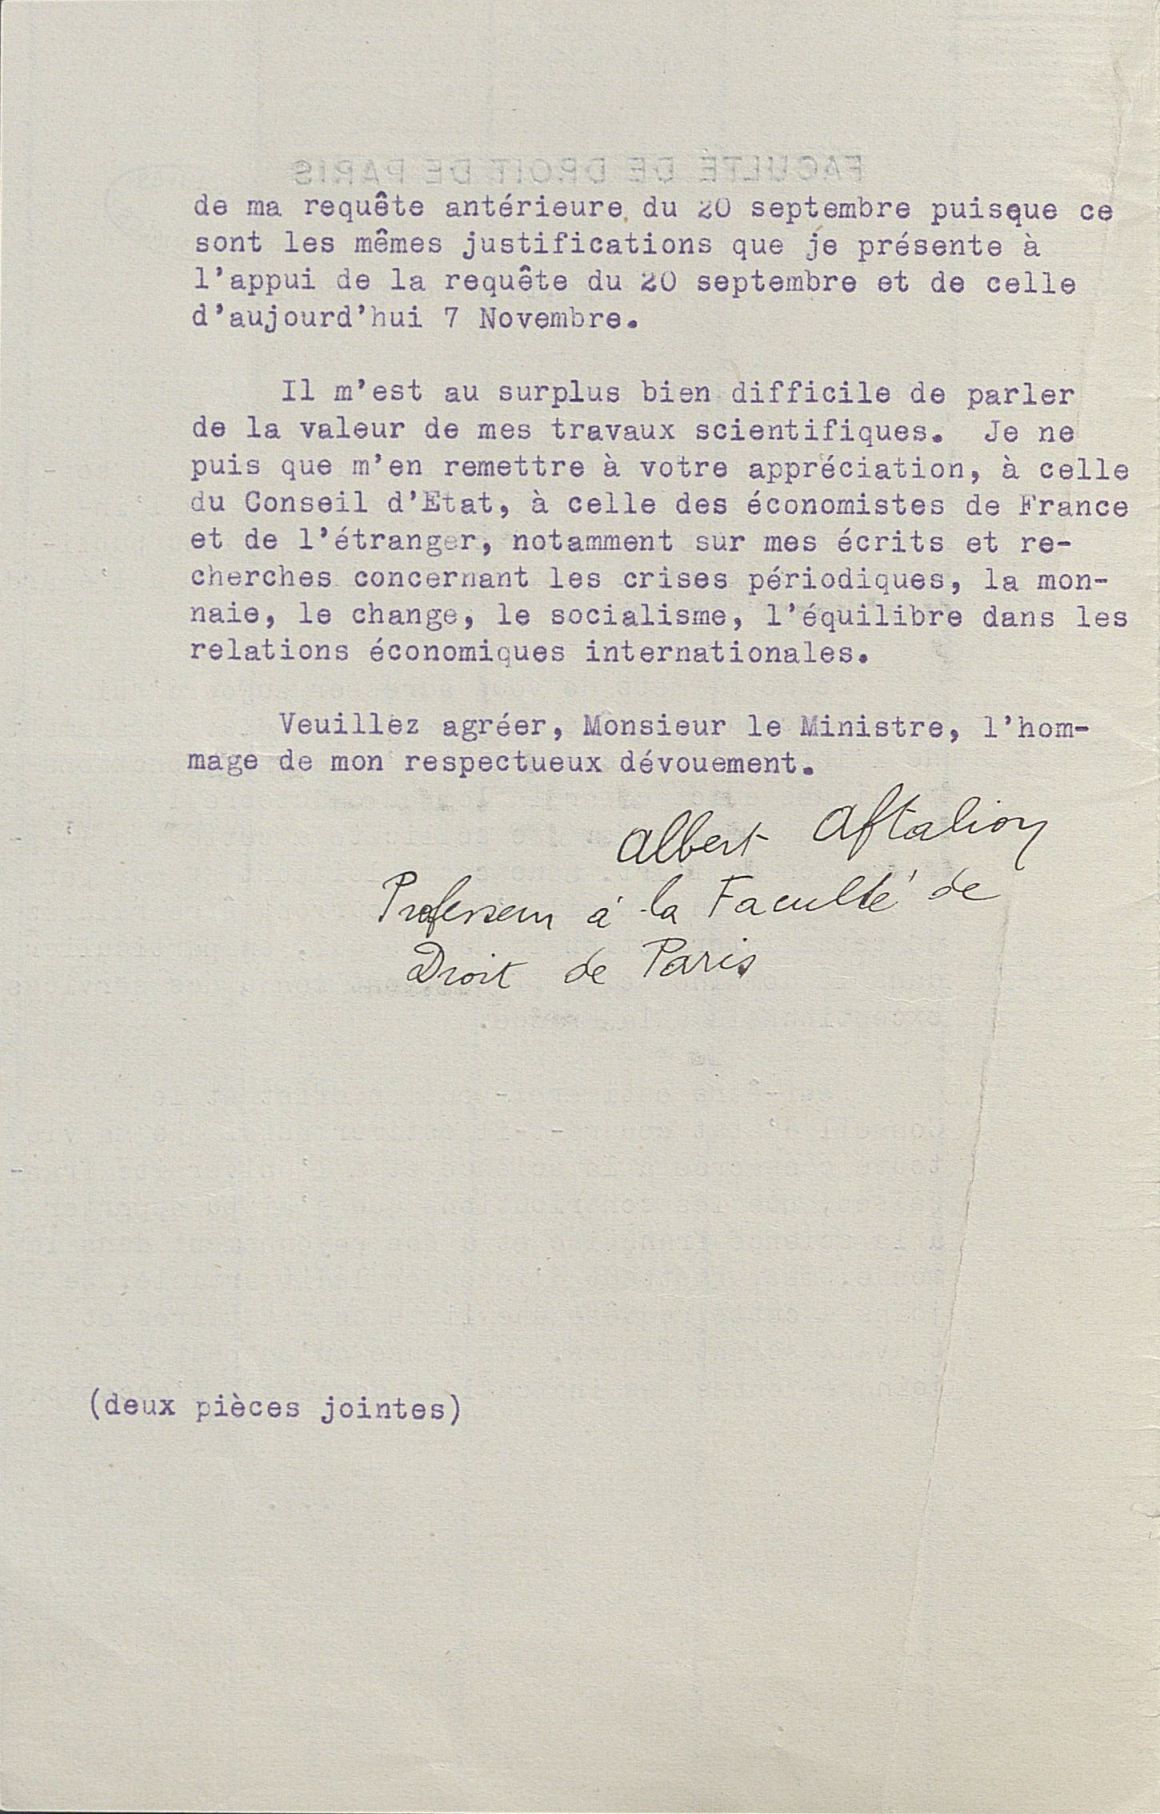 FACULTÉ DE DROIT DE PARIS
de ma requête antérieure du 20 septembre puisque ce
sont les mêmes justifications que je présente à
l'appui de la requête du 20 septembre et de celle
d'aujourd'hui 7 Novembre.
Il m'est au surplus bien difficile de parler
de la valeur de mes travaux scientifiques. Je ne
puis que m'en remettre à votre appréciation, à celle
du Conseil d'Etat, à celle des économistes de France
et de l'étranger, notamment sur mes écrits et re-
cherches concernant les crises périodiques, la mon-
naie, le change, le socialisme, l'équilibre dans les
relations économiques internationales.
Veuillez agréer, Monsieur le Ministre, l'hom-
mage de mon respectueux dévouement.
Albert Aftalion
Professeur à la Faculté de
Droit de Paris
(deux pièces jointes)